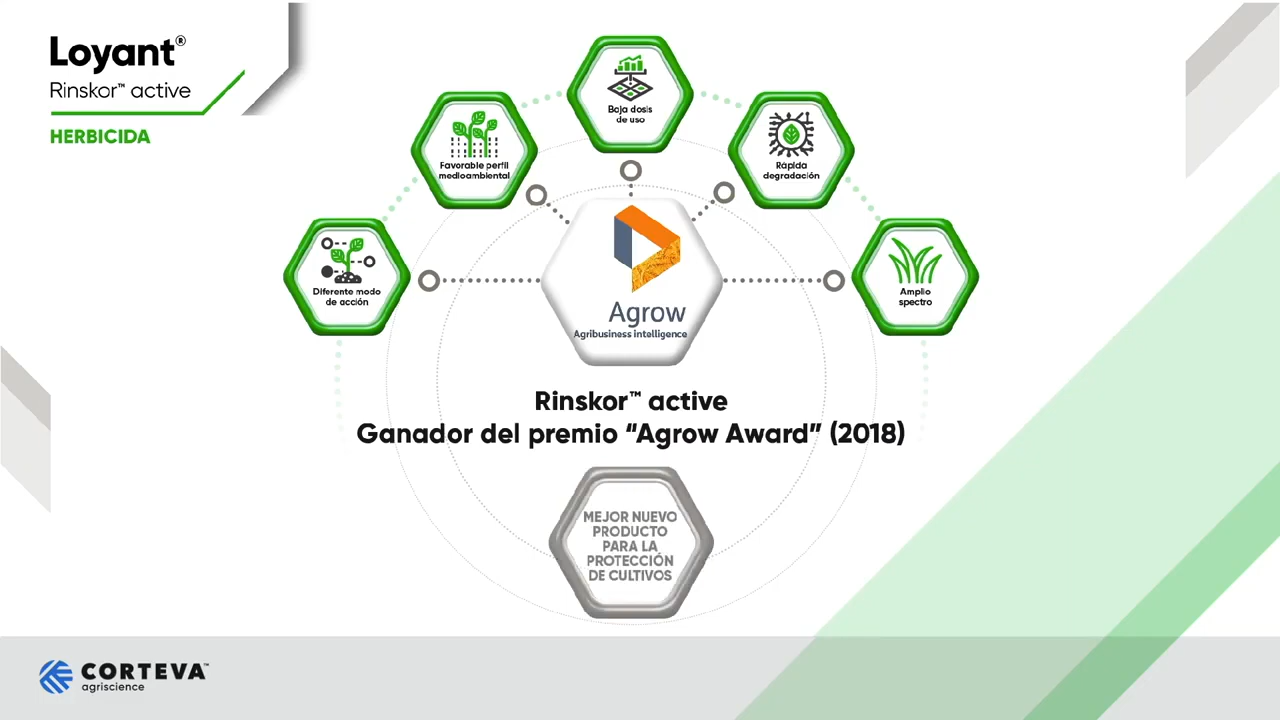 Loyant®
Rinskor™ active
HERBICIDA
Baja dosis
de uso
Favorable perfil
medioambiental
Rápida
degradación
Diferente modo
de acción
Amplio
spectro
Agrow
Agribusiness intelligence
Rinskor™ active
Ganador del premio “Agrow Award” (2018)
MEJOR NUEVO
PRODUCTO
PARA LA
PROTECCIÓN
DE CULTIVOS
CORTEVA™
agriscience